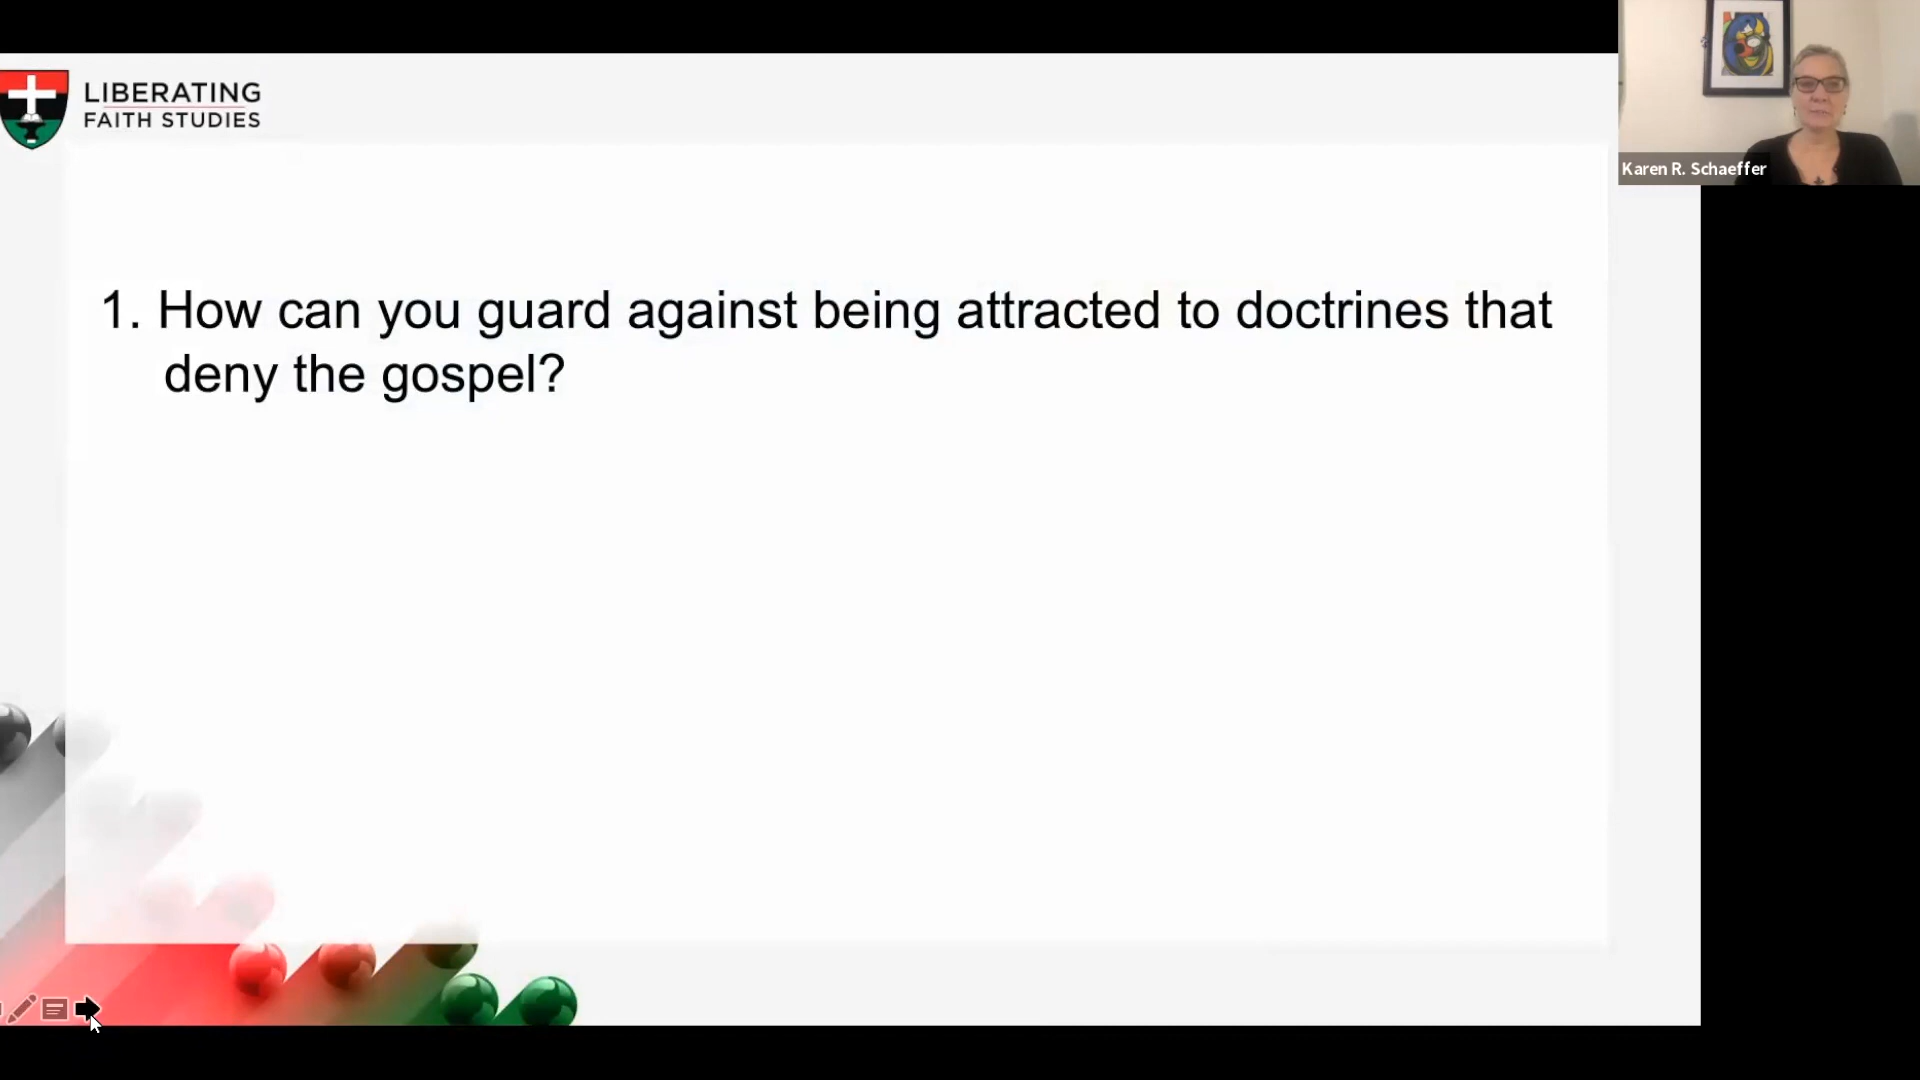 LIBERATING
FAITH STUDIES
Karen R. Schaeffer
1. How can you guard against being attracted to doctrines that
deny the gospel?